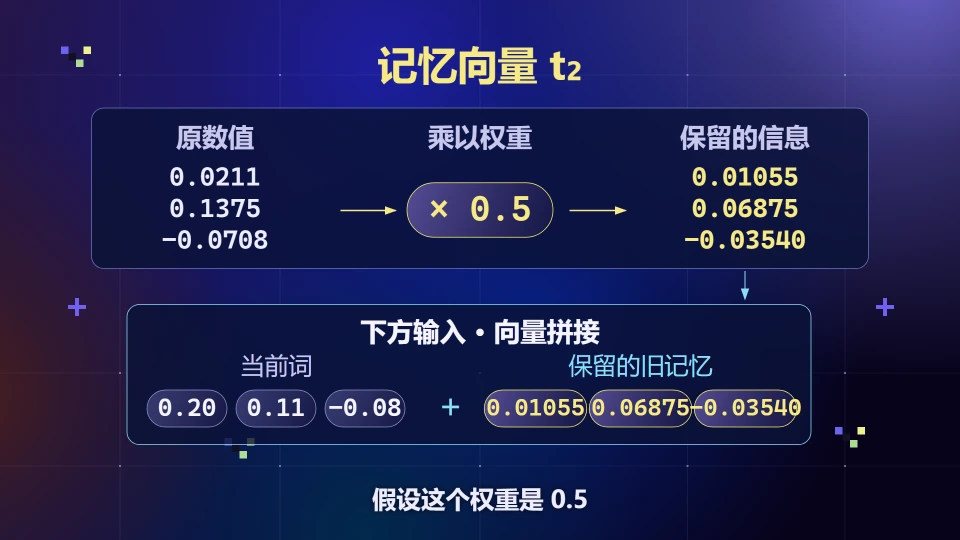 记忆向量 t₂
原数值 乘以权重 保留的信息
0.0211 0.01055
0.1375 × 0.5 0.06875
−0.0708 −0.03540
下方输入・向量拼接
当前词 保留的旧记忆
0.20 0.11 −0.08 + 0.01055 0.06875 −0.03540
假设这个权重是 0.5